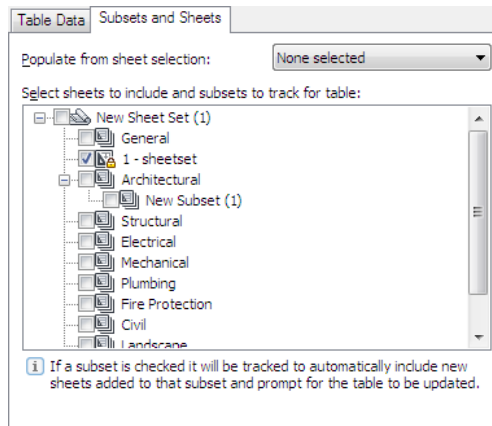 Table Data
Subsets and Sheets
Populate from sheet selection:
None selected
Select sheets to include and subsets to track for table:
New Sheet Set (1)
General
1 - sheetset
Architectural
New Subset (1)
Structural
Electrical
Mechanical
Plumbing
Fire Protection
Civil
Landscape
If a subset is checked it will be tracked to automatically include new
sheets added to that subset and prompt for the table to be updated.